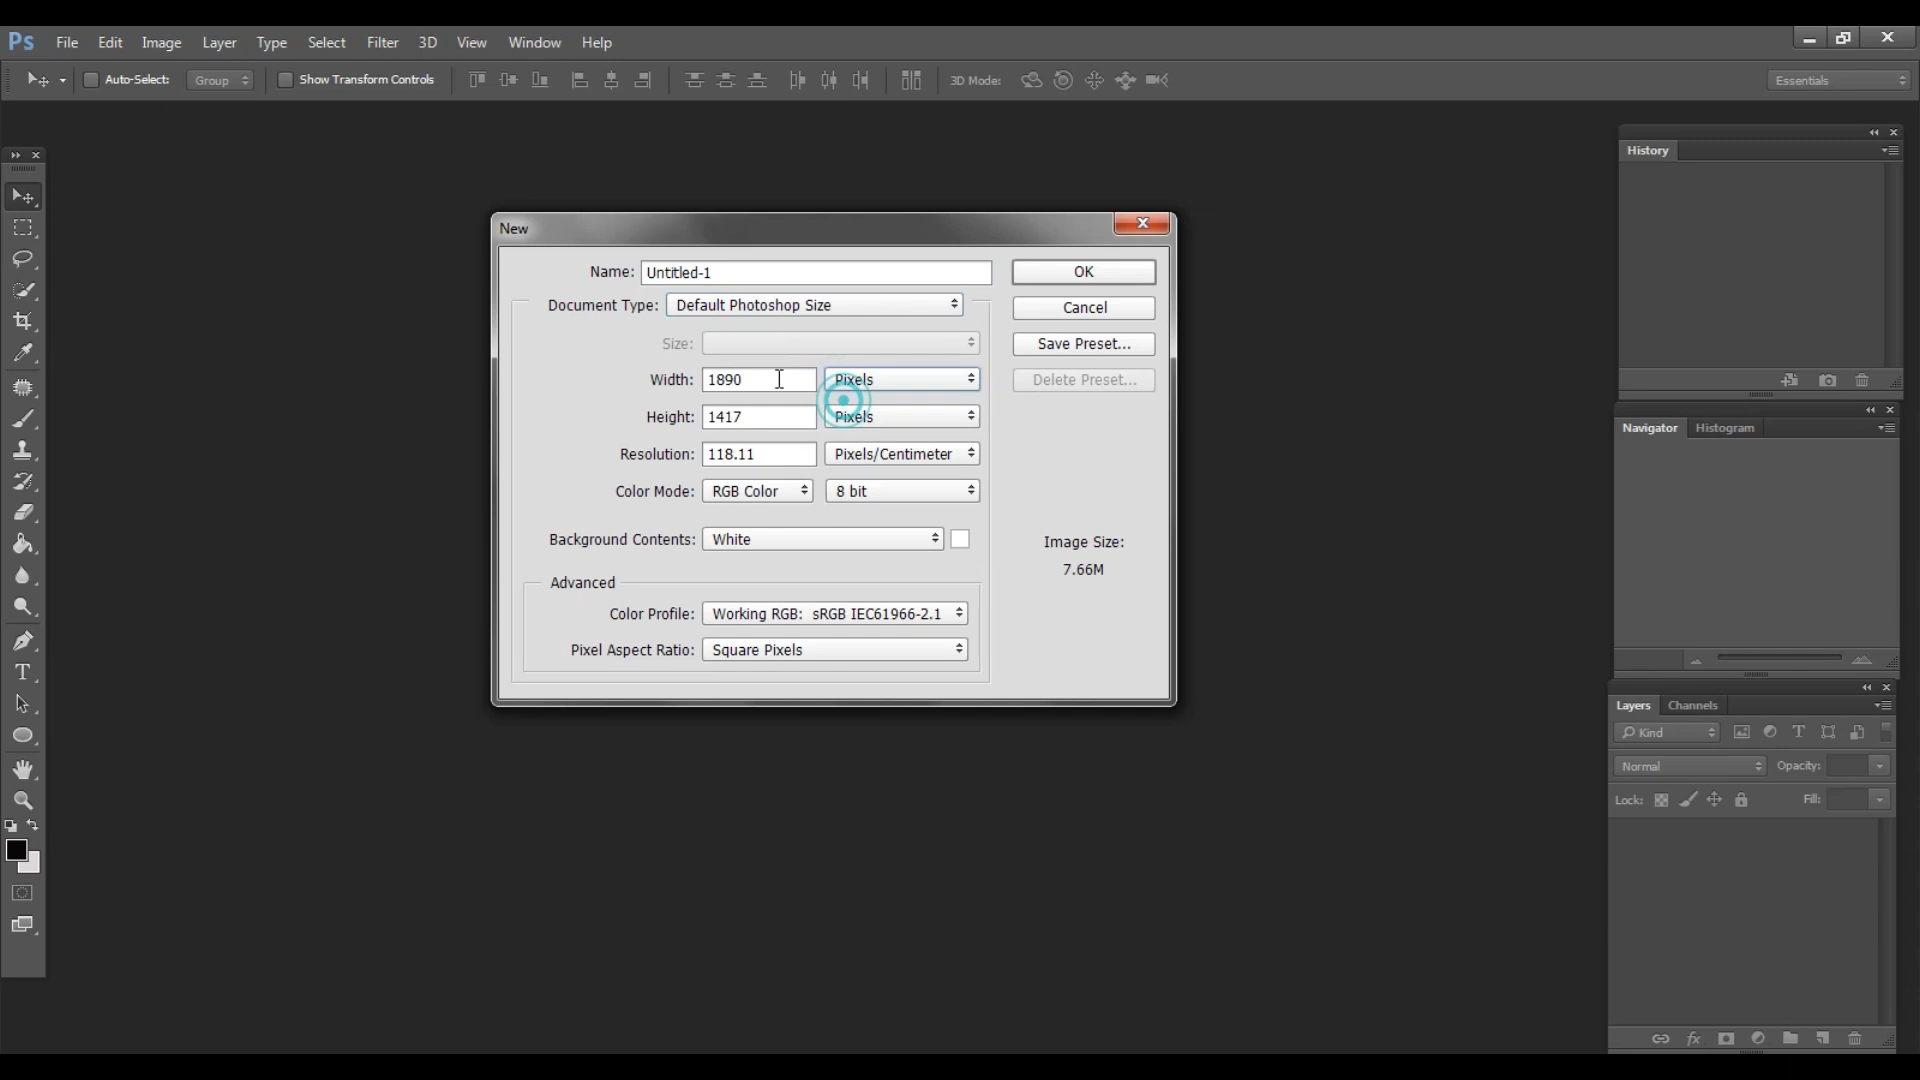 Ps File Edit Image Layer Type Select Filter 3D View Window Help
Auto-Select: Group Show Transform Controls 3D Mode: Essentials
History
New
Name: Untitled-1 OK
Document Type: Default Photoshop Size Cancel
Size: Save Preset...
Width: 1890 Pixels Delete Preset...
Height: 1417 Pixels
Resolution: 118.11 Pixels/Centimeter
Color Mode: RGB Color 8 bit
Background Contents: White
Image Size:
7.66M
Advanced
Color Profile: Working RGB: sRGB IEC61966-2.1
Pixel Aspect Ratio: Square Pixels
Navigator Histogram
T
Layers Channels
Kind T
Normal Opacity:
Lock: Fill:
fx